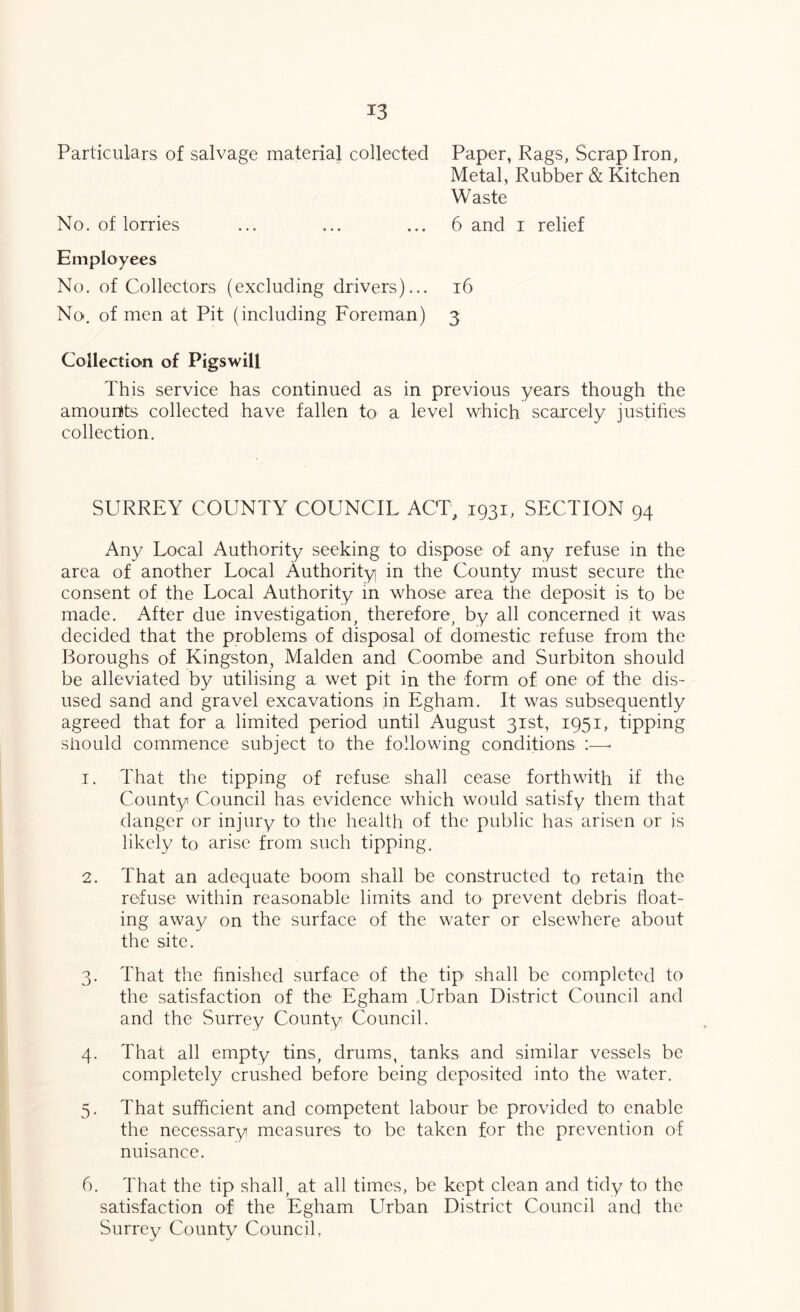 13
Particulars of salvage material collected Paper, Rags, Scrap Iron,
Metal, Rubber & Kitchen
Waste
No. of lorries ... ... ... 6 and 1 relief
Employees
No. of Collectors (excluding drivers)... 16
No. of men at Pit (including Foreman) 3
Collection of Pigswill
This service has continued as in previous years though the
amounts collected have fallen to a level which scarcely justifies
collection.
SURREY COUNTY COUNCIL ACT, 1931, SECTION 94
Any Local Authority seeking to dispose of any refuse in the
area of another Local Authority in the County must secure the
consent of the Local Authority in whose area the deposit is to be
made. After due investigation, therefore, by all concerned it was
decided that the problems of disposal of domestic refuse from the
Boroughs of Kingston, Malden and Coombe and Surbiton should
be alleviated by utilising a wet pit in the form of one of the dis-
used sand and gravel excavations in Egham. It was subsequently
agreed that for a limited period until August 31st, 1951, tipping
should commence subject to the following conditions :—
1. That the tipping of refuse shall cease forthwith if the
County Council has evidence which would satisfy them that
danger or injury to the health of the public has arisen or is
likely to arise from such tipping.
2. That an adequate boom shall be constructed to retain the
refuse within reasonable limits and to prevent debris float-
ing away on the surface of the water or elsewhere about
the site.
3. That the finished surface of the tip shall be completed to
the satisfaction of the Egham Urban District Council and
and the Surrey County Council.
4. That all empty tins, drums, tanks and similar vessels be
completely crushed before being deposited into the water.
5. That sufficient and competent labour be provided to enable
the necessary measures to be taken for the prevention of
nuisance.
6. That the tip shall, at all times, be kept clean and tidy to the
satisfaction of the Egham Urban District Council and the
Surrey County Council,